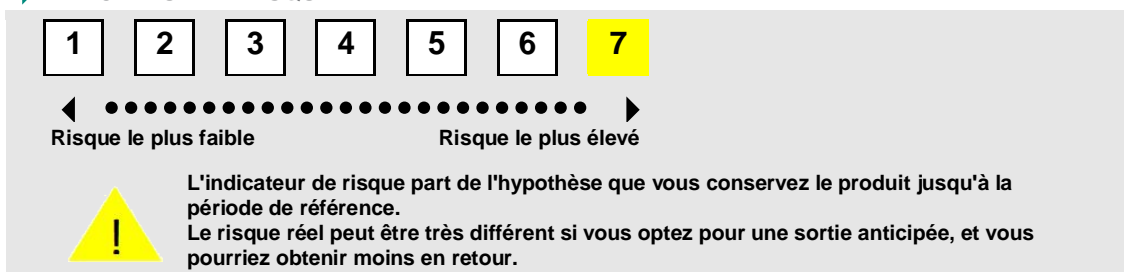 1 2 3 4 5 6 7
Risque le plus faible Risque le plus élevé
L'indicateur de risque part de l'hypothèse que vous conservez le produit jusqu'à la
période de référence.
Le risque réel peut être très différent si vous optez pour une sortie anticipée, et vous
pourriez obtenir moins en retour.